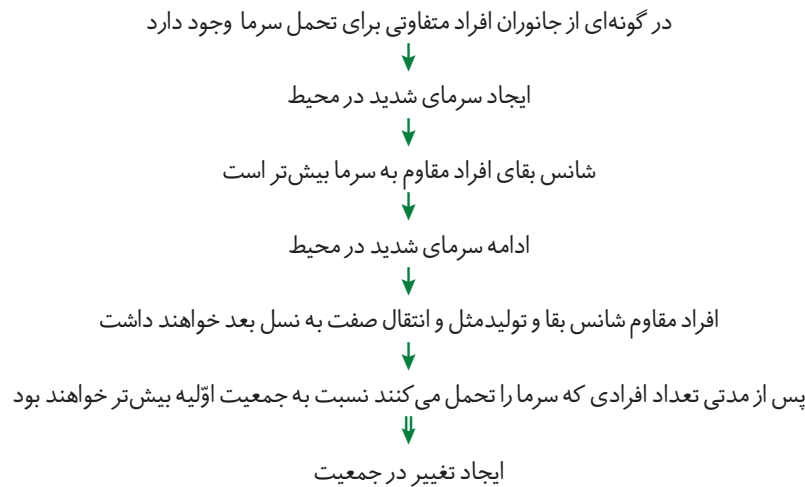 در گونه‌ای از جانوران افراد متفاوتی برای تحمل سرما وجود دارد
ایجاد سرمای شدید در محیط
شانس بقای افراد مقاوم به سرما بیش‌تر است
ادامه سرمای شدید در محیط
افراد مقاوم شانس بقا و تولیدمثل و انتقال صفت به نسل بعد خواهند داشت
پس از مدتی تعداد افرادی که سرما را تحمل می‌کنند نسبت به جمعیت اوّلیه بیش‌تر خواهند بود
ایجاد تغییر در جمعیت